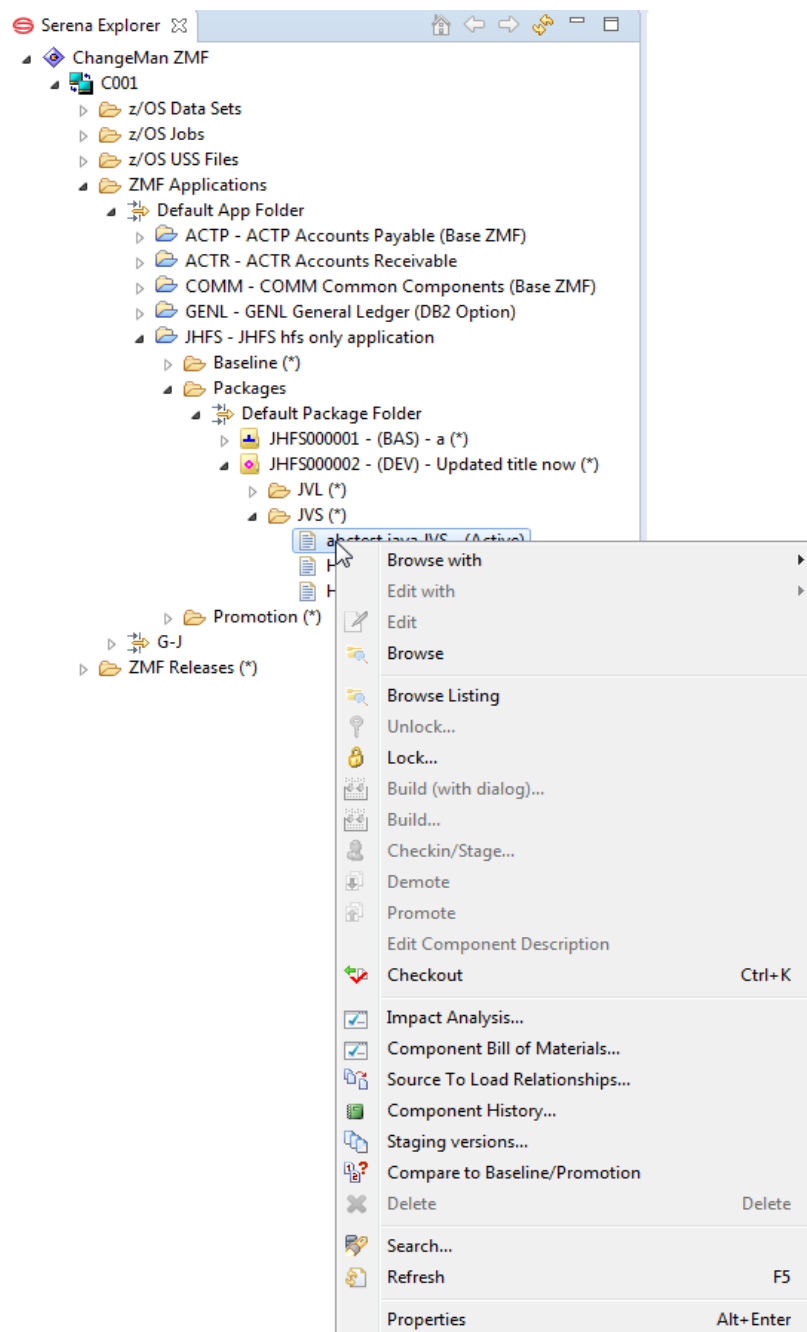 Serena Explorer
ChangeMan ZMF
C001
z/OS Data Sets
z/OS Jobs
z/OS USS Files
ZMF Applications
Default App Folder
ACTP - ACTP Accounts Payable (Base ZMF)
ACTR - ACTR Accounts Receivable
COMM - COMM Common Components (Base ZMF)
GENL - GENL General Ledger (DB2 Option)
JHFS - JHFS hfs only application
Baseline (*)
Packages
Default Package Folder
JHFS000001 - (BAS) - a (*)
JHFS000002 - (DEV) - Updated title now (*)
JVL (*)
JVS (*)
abctest.java JVS - (Active)
H
H
Promotion (*)
G-J
ZMF Releases (*)
Browse with
Edit with
Edit
Browse
Browse Listing
Unlock...
Lock...
Build (with dialog)...
Build...
Checkin/Stage...
Demote
Promote
Edit Component Description
Checkout Ctrl+K
Impact Analysis...
Component Bill of Materials...
Source To Load Relationships...
Component History...
Staging versions...
Compare to Baseline/Promotion
Delete Delete
Search...
Refresh F5
Properties Alt+Enter